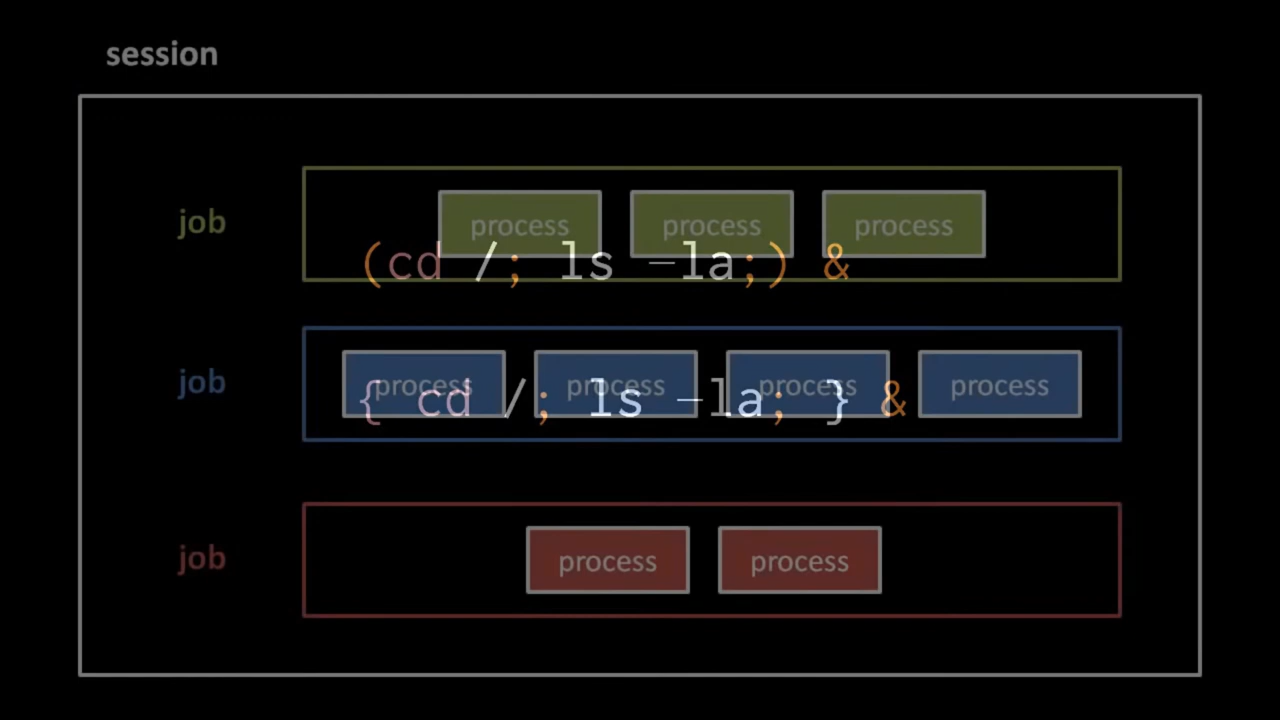 session
job
process process process
(cd /; ls -la;) &
job
process process process process
{ cd /; ls -la; } &
job
process process